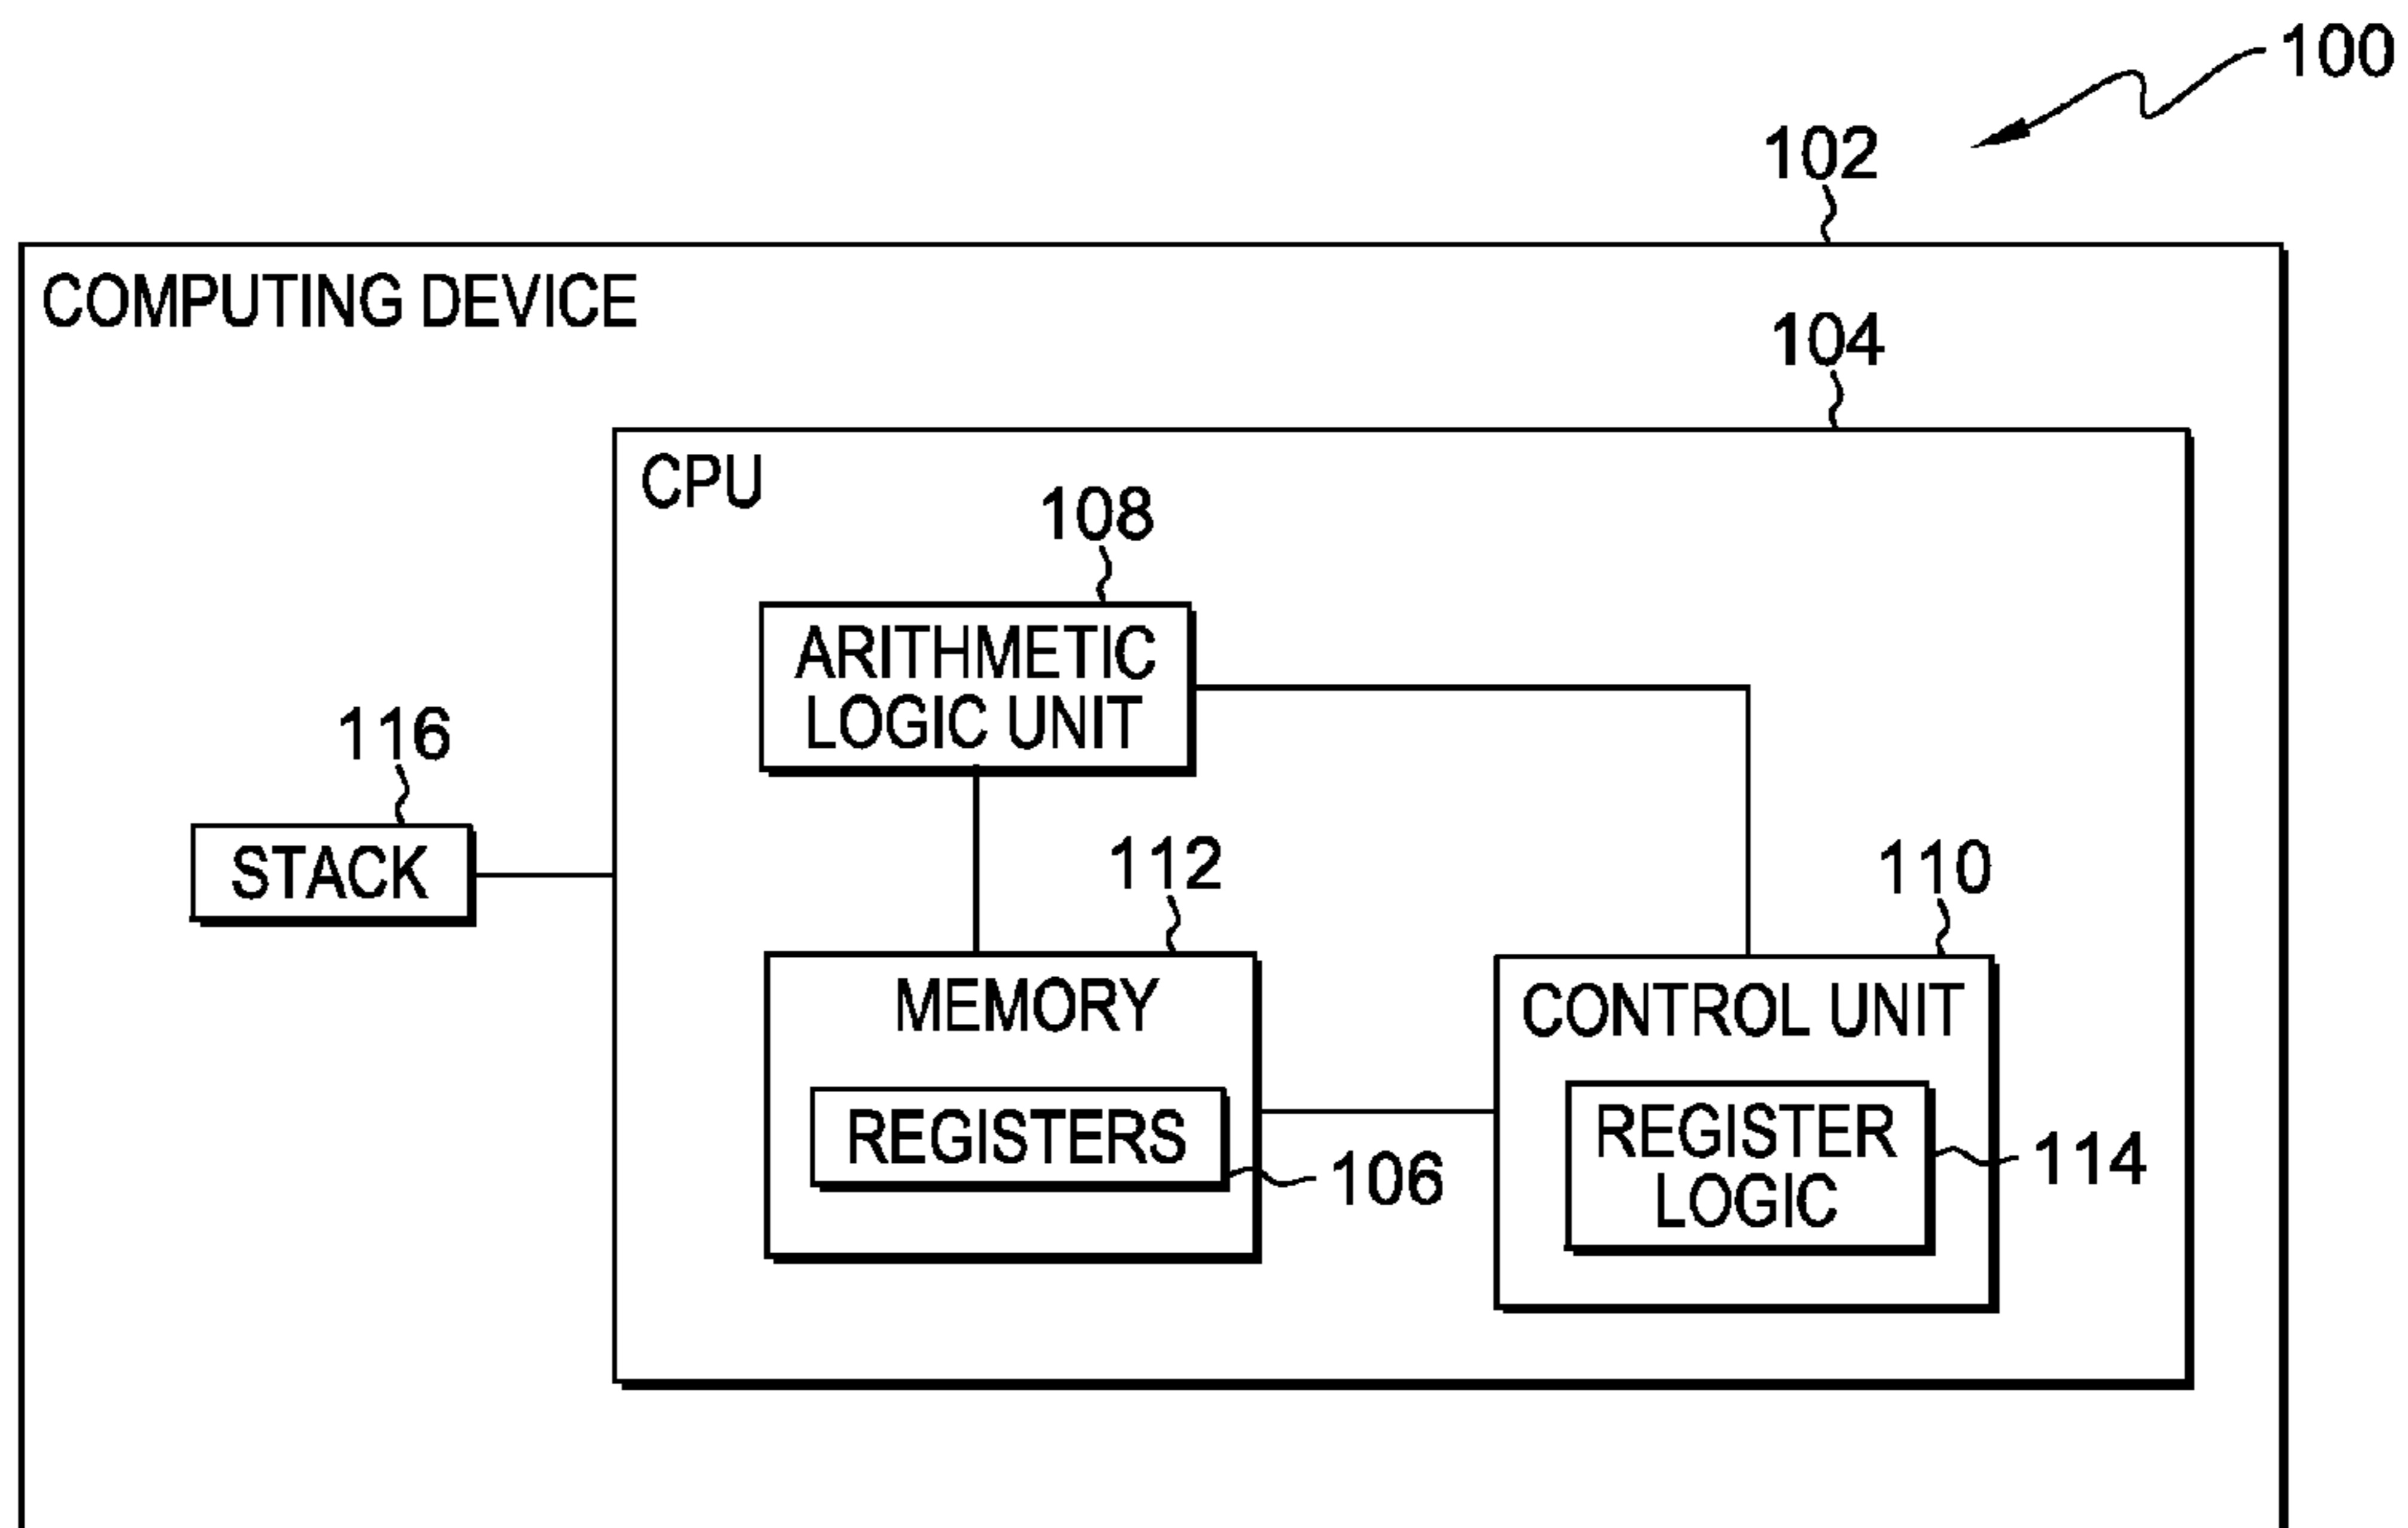 100
102
COMPUTING DEVICE
104
CPU
108
ARITHMETIC
LOGIC UNIT
116
STACK
112
MEMORY
REGISTERS
106
110
CONTROL UNIT
REGISTER
LOGIC
114